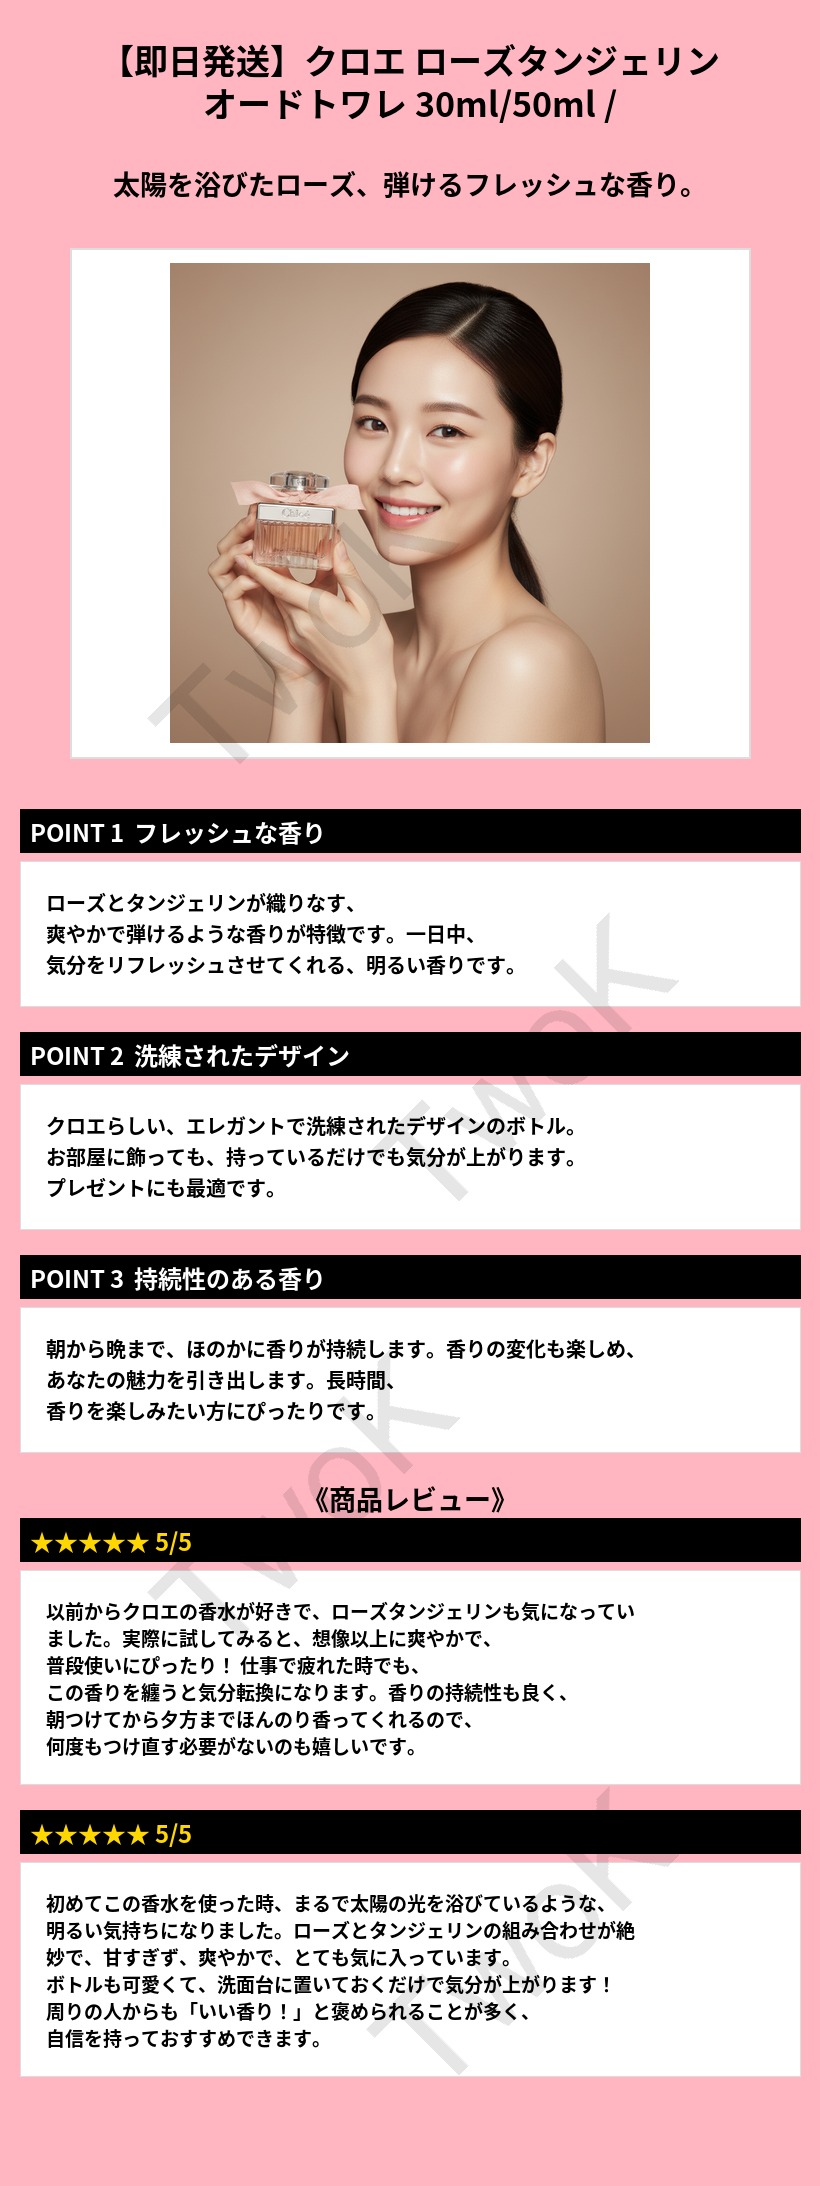 【即日発送】クロエ ローズタンジェリン
オードトワレ 30ml/50ml /
太陽を浴びたローズ、弾けるフレッシュな香り。
Chloé
TwoK
POINT 1 フレッシュな香り
ローズとタンジェリンが織りなす、
爽やかで弾けるような香りが特徴です。一日中、
気分をリフレッシュさせてくれる、明るい香りです。
TwoK
POINT 2 洗練されたデザイン
クロエらしい、エレガントで洗練されたデザインのボトル。
お部屋に飾っても、持っているだけでも気分が上がります。
プレゼントにも最適です。
POINT 3 持続性のある香り
朝から晩まで、ほのかに香りが持続します。香りの変化も楽しめ、
あなたの魅力を引き出します。長時間、
香りを楽しみたい方にぴったりです。
TwoK
《商品レビュー》
★★★★★ 5/5
以前からクロエの香水が好きで、ローズタンジェリンも気になってい
ました。実際に試してみると、想像以上に爽やかで、
普段使いにぴったり！ 仕事で疲れた時でも、
この香りを纏うと気分転換になります。香りの持続性も良く、
朝つけてから夕方までほんのり香ってくれるので、
何度もつけ直す必要がないのも嬉しいです。
★★★★★ 5/5
初めてこの香水を使った時、まるで太陽の光を浴びているような、
明るい気持ちになりました。ローズとタンジェリンの組み合わせが絶
妙で、甘すぎず、爽やかで、とても気に入っています。
ボトルも可愛くて、洗面台に置いておくだけで気分が上がります！
周りの人からも「いい香り！」と褒められることが多く、
自信を持っておすすめできます。
TwoK